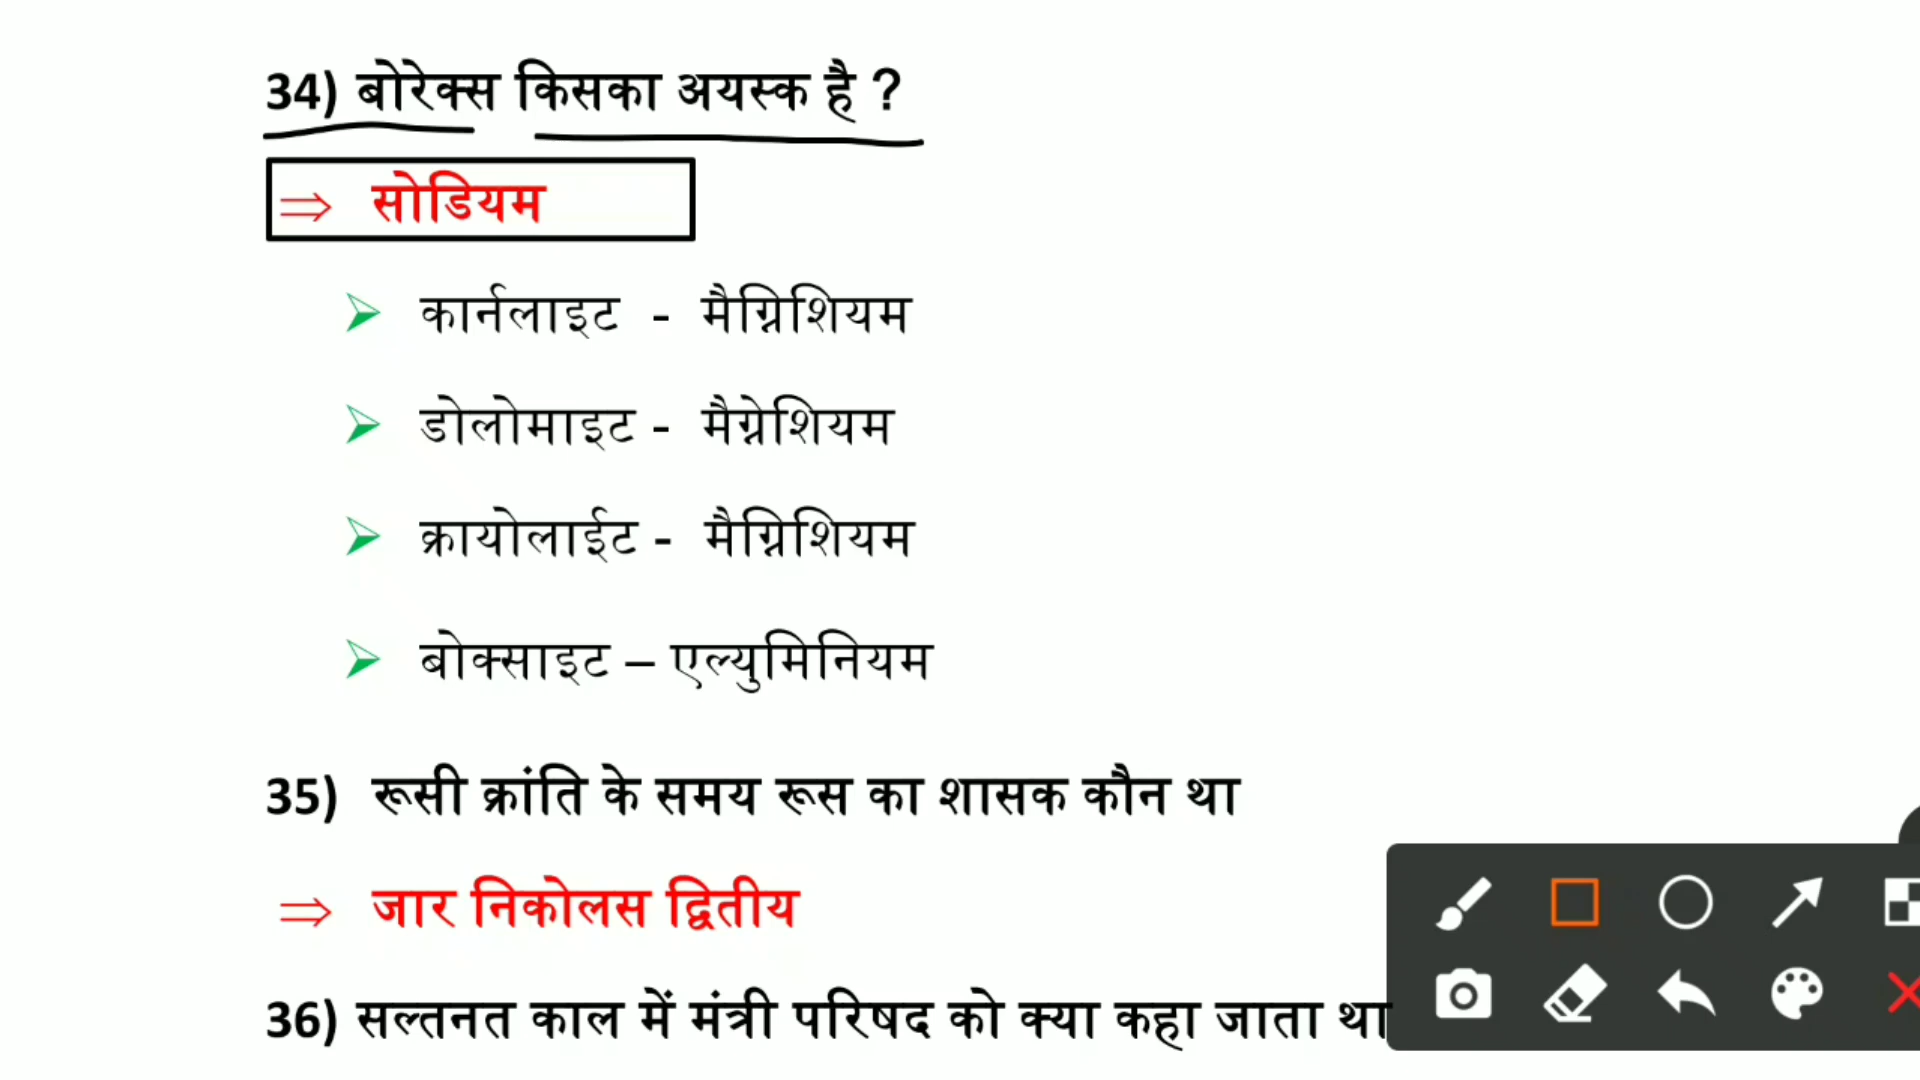 34) बोरेक्स किसका अयस्क है ?
⇒ सोडियम
➢ कार्नलाइट - मैग्निशियम
➢ डोलोमाइट - मैग्नेशियम
➢ क्रायोलाईट - मैग्निशियम
➢ बोक्साइट – एल्युमिनियम
35) रूसी क्रांति के समय रूस का शासक कौन था
⇒ जार निकोलस द्वितीय
36) सल्तनत काल में मंत्री परिषद को क्या कहा जाता था